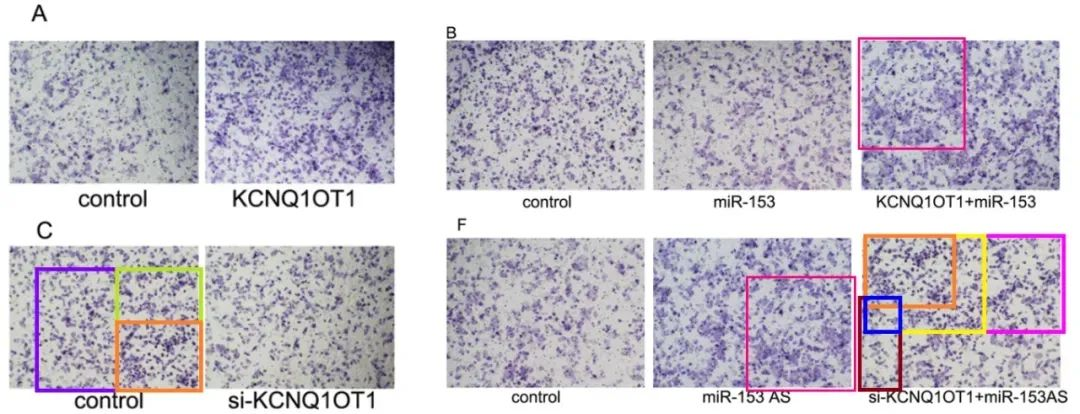 A
B
control
KCNQ1OT1
control
miR-153
KCNQ1OT1+miR-153
C
F
control
si-KCNQ1OT1
control
miR-153 AS
si-KCNQ1OT1+miR-153AS